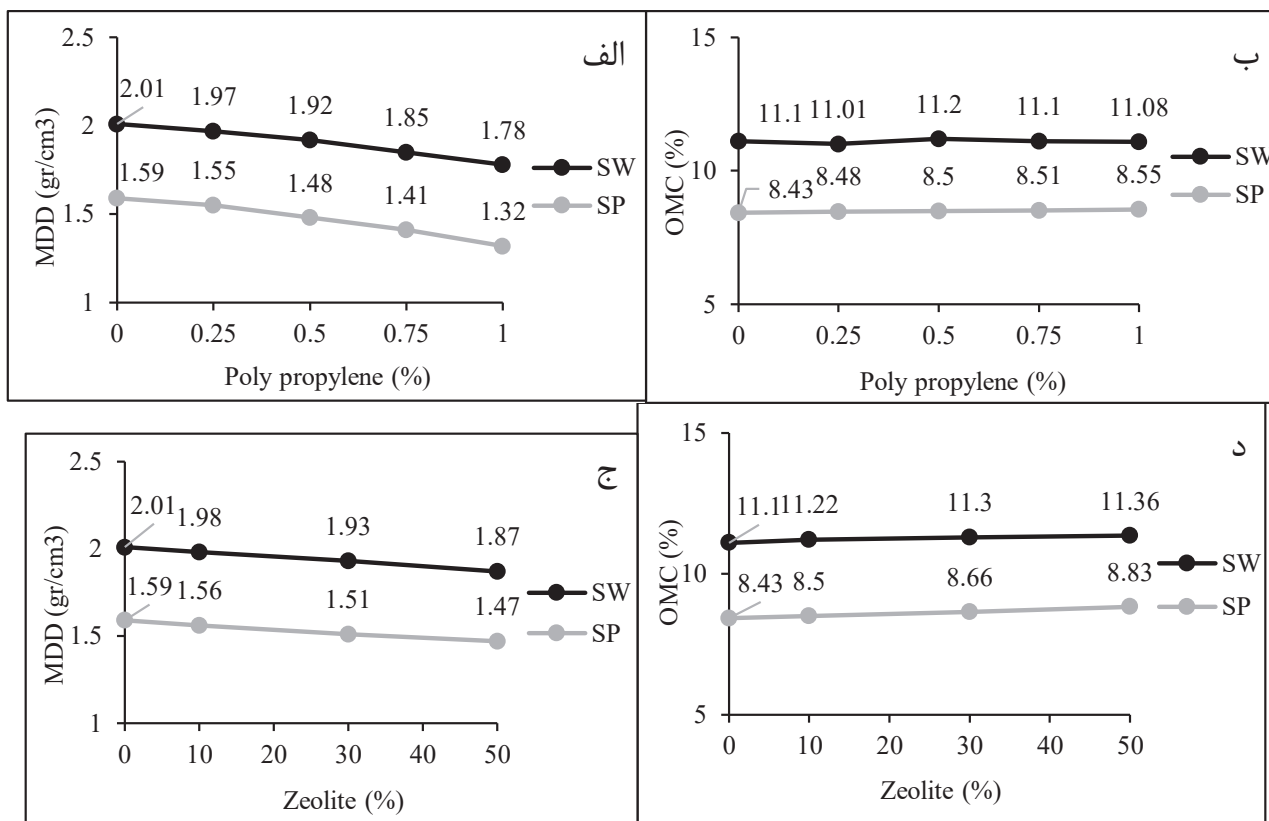 الف
2.5
2
1.5
1
MDD (gr/cm3)
2.01 1.97 1.92 1.85 1.78
1.59 1.55 1.48 1.41 1.32
0 0.25 0.5 0.75 1
Poly propylene (%)
SW
SP
ب
15
10
5
OMC (%)
11.1 11.01 11.2 11.1 11.08
8.43 8.48 8.5 8.51 8.55
0 0.25 0.5 0.75 1
Poly propylene (%)
SW
SP
ج
2.5
2
1.5
1
MDD (gr/cm3)
2.01 1.98 1.93 1.87
1.59 1.56 1.51 1.47
0 10 20 30 40 50
Zeolite (%)
SW
SP
د
15
10
5
OMC (%)
11.1 11.22 11.3 11.36
8.43 8.5 8.66 8.83
0 10 20 30 40 50
Zeolite (%)
SW
SP